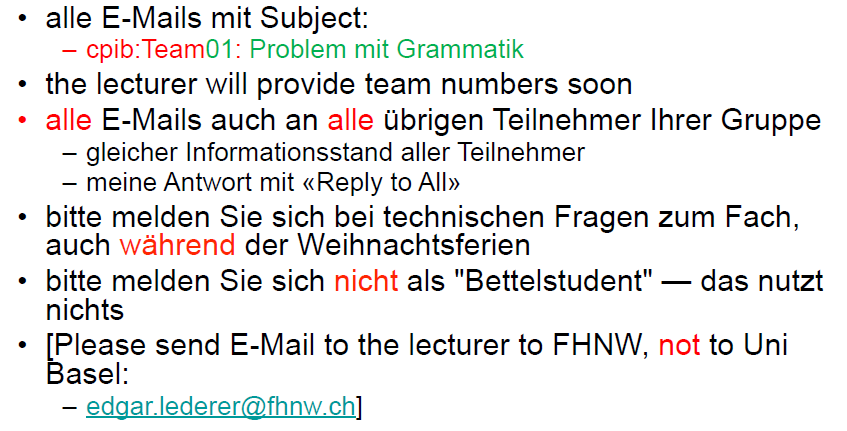 • alle E-Mails mit Subject:
– cpib:Team01: Problem mit Grammatik
• the lecturer will provide team numbers soon
• alle E-Mails auch an alle übrigen Teilnehmer Ihrer Gruppe
– gleicher Informationsstand aller Teilnehmer
– meine Antwort mit «Reply to All»
• bitte melden Sie sich bei technischen Fragen zum Fach,
auch während der Weihnachtsferien
• bitte melden Sie sich nicht als "Bettelstudent" — das nutzt
nichts
• [Please send E-Mail to the lecturer to FHNW, not to Uni
Basel:
– edgar.lederer@fhnw.ch]